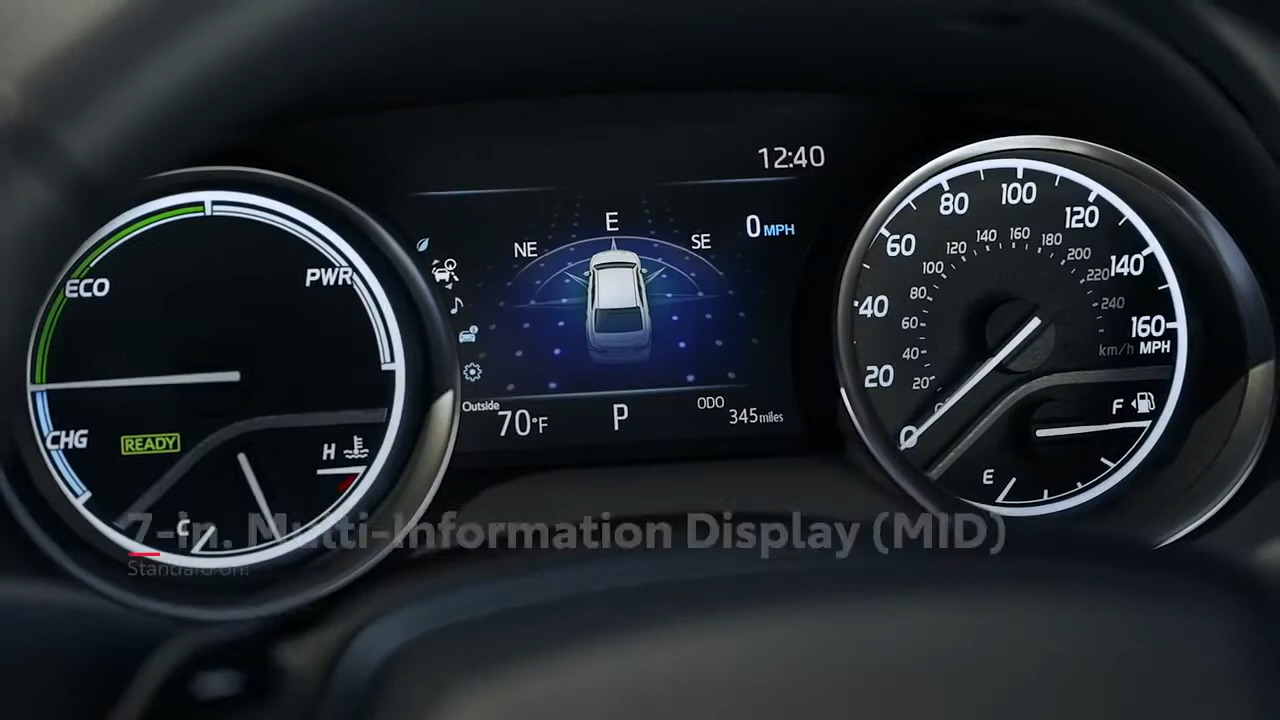 12:40
100
80
120
60
140
40
160
20
0
120
140
160
180
100
200
80
220
60
240
40
20
km/h MPH
F
E
E
NE
SE
0 MPH
ECO
PWR
CHG
READY
H
C
Outside
70°F
P
ODO
345 miles
7-in. Multi-Information Display (MID)
Standard on: